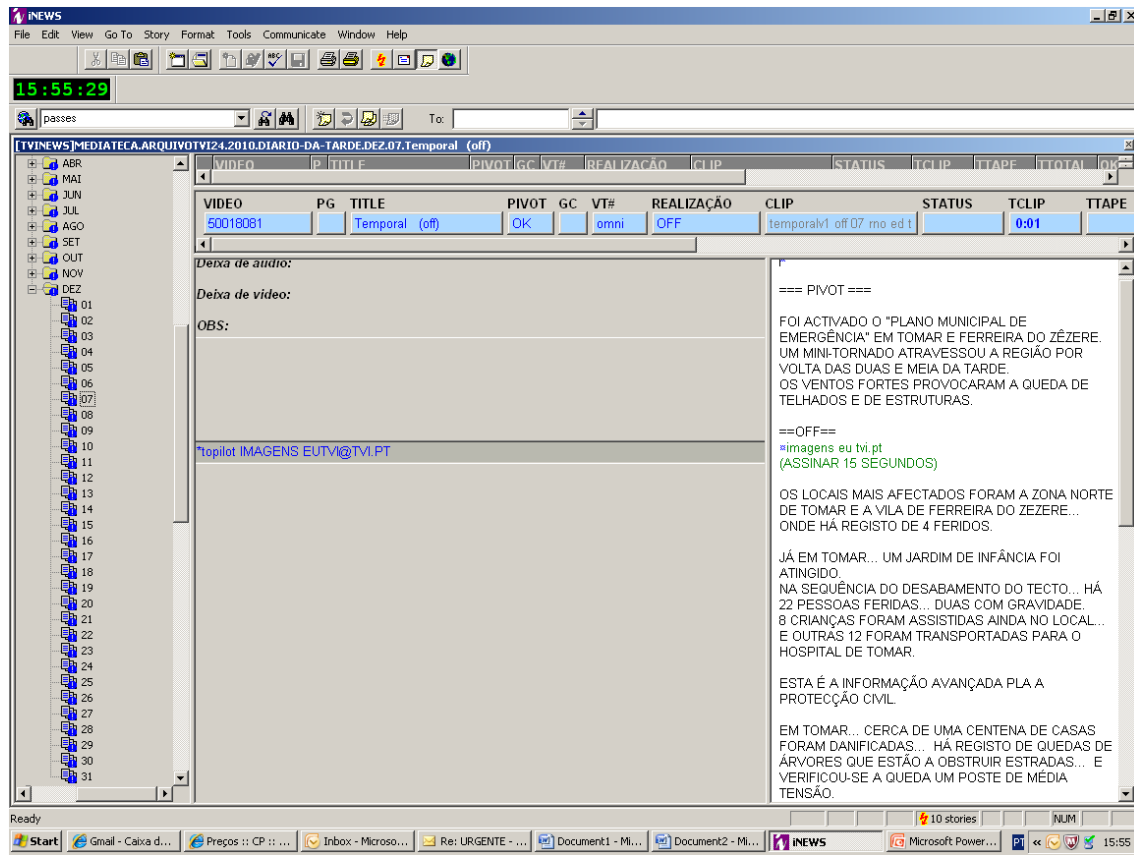 iNEWS
File Edit View Go To Story Format Tools Communicate Window Help
15:55:29
passes To:
[TVINEWS]MEDIATECA.ARQUIVOTVI24.2010.DIARIO-DA-TARDE.DEZ.07.Temporal (off)
VIDEO P TITLE PIVOT GC VT# REALIZAÇÃO CLIP STATUS TCLIP TTAPE TTOTAL OK
VIDEO PG TITLE PIVOT GC VT# REALIZAÇÃO CLIP STATUS TCLIP TTAPE
50018081 Temporal (off) OK omni OFF temporalv1 off 07 rno ed t 0:01
ABR
MAI
JUN
JUL
AGO
SET
OUT
NOV
DEZ
01
02
03
04
05
06
07
08
09
10
11
12
13
14
15
16
17
18
19
20
21
22
23
24
25
26
27
28
29
30
31
Deixa de audio:
Deixa de video:
OBS:
*topilot IMAGENS EUTVI@TVI.PT
=== PIVOT ===
FOI ACTIVADO O "PLANO MUNICIPAL DE
EMERGÊNCIA" EM TOMAR E FERREIRA DO ZÊZERE.
UM MINI-TORNADO ATRAVESSOU A REGIÃO POR
VOLTA DAS DUAS E MEIA DA TARDE.
OS VENTOS FORTES PROVOCARAM A QUEDA DE
TELHADOS E DE ESTRUTURAS.
==OFF==
¤imagens eu tvi.pt
(ASSINAR 15 SEGUNDOS)
OS LOCAIS MAIS AFECTADOS FORAM A ZONA NORTE
DE TOMAR E A VILA DE FERREIRA DO ZEZERE...
ONDE HÁ REGISTO DE 4 FERIDOS.
JÁ EM TOMAR... UM JARDIM DE INFÂNCIA FOI
ATINGIDO.
NA SEQUÊNCIA DO DESABAMENTO DO TECTO... HÁ
22 PESSOAS FERIDAS... DUAS COM GRAVIDADE.
8 CRIANÇAS FORAM ASSISTIDAS AINDA NO LOCAL...
E OUTRAS 12 FORAM TRANSPORTADAS PARA O
HOSPITAL DE TOMAR.
ESTA É A INFORMAÇÃO AVANÇADA PLA A
PROTECÇÃO CIVIL.
EM TOMAR... CERCA DE UMA CENTENA DE CASAS
FORAM DANIFICADAS... HÁ REGISTO DE QUEDAS DE
ÁRVORES QUE ESTÃO A OBSTRUIR ESTRADAS... E
VERIFICOU-SE A QUEDA UM POSTE DE MÉDIA
TENSÃO.
Ready 10 stories NUM
Start Gmail - Caixa d... Preços :: CP :: ... Inbox - Microso... Re: URGENTE - ... Document1 - Mi... Document2 - Mi... iNEWS Microsoft Power... PT « 15:55